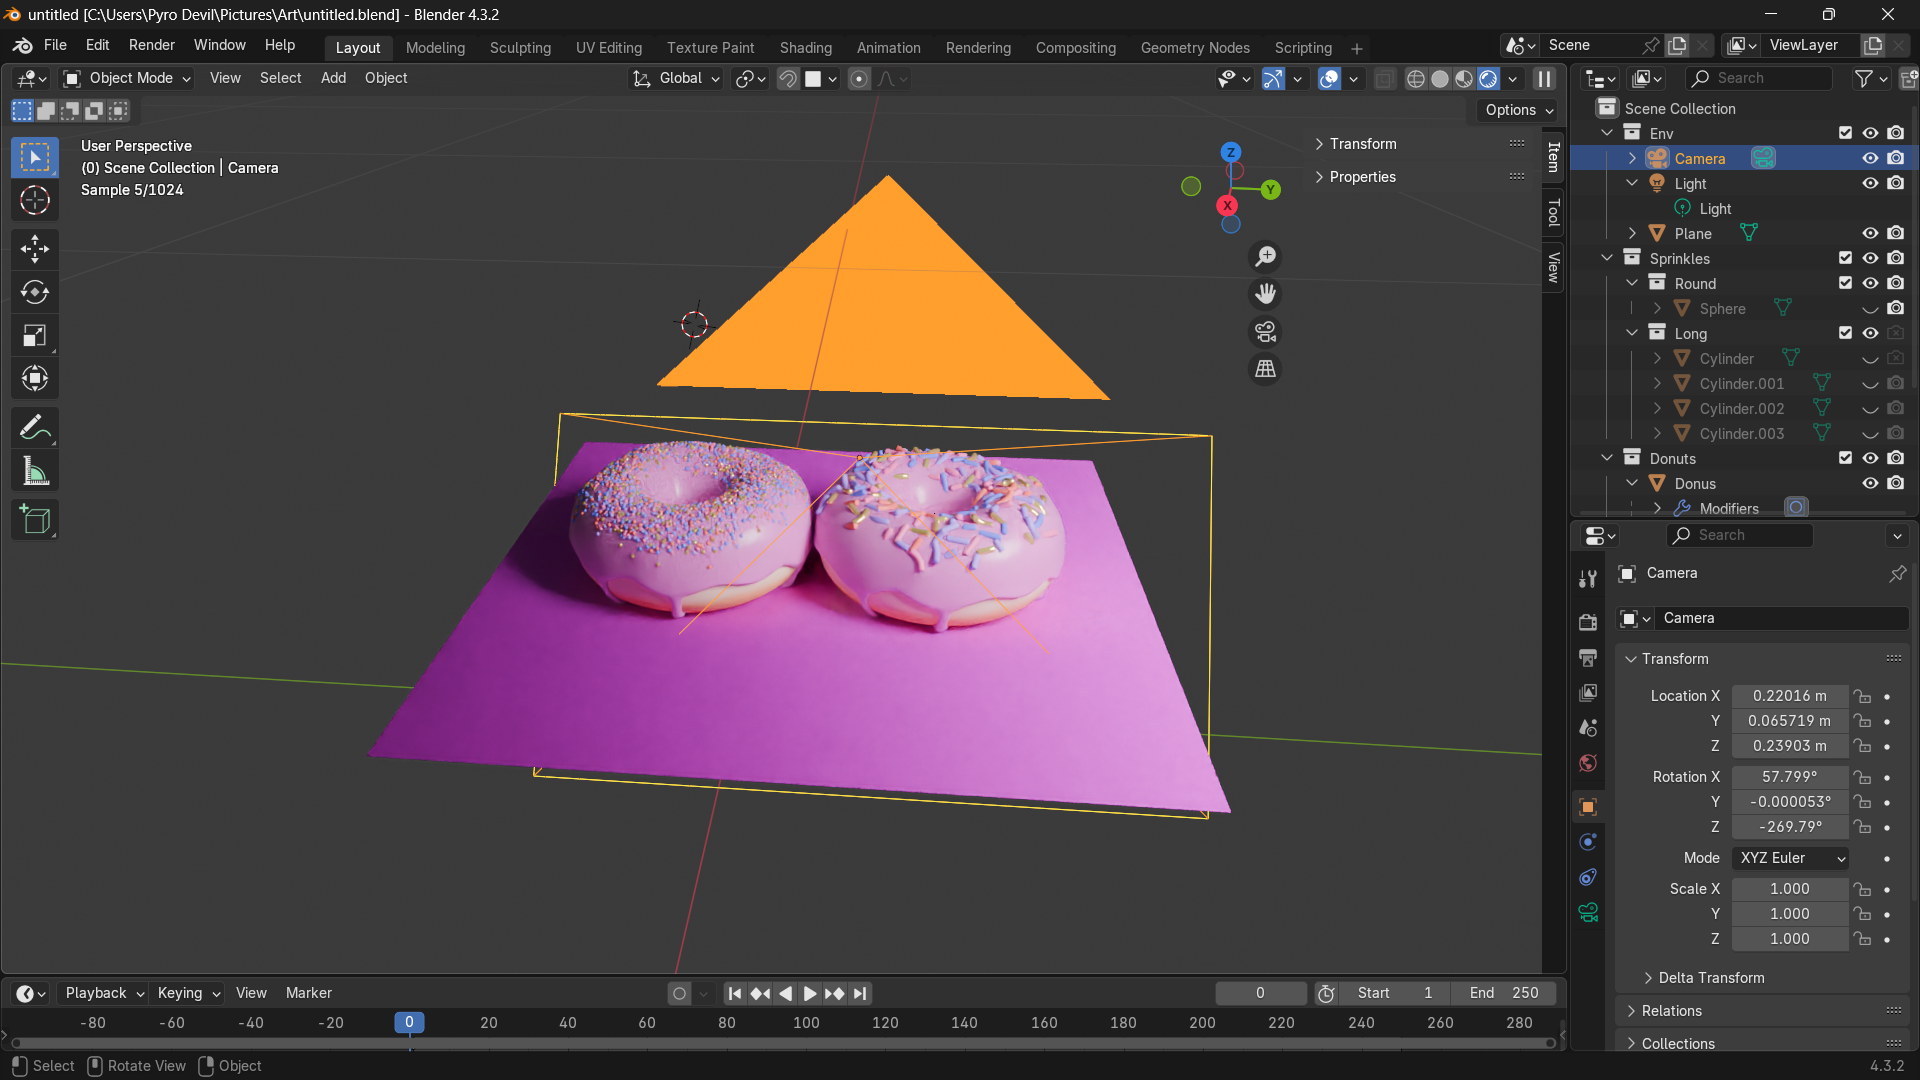 untitled [C:\Users\Pyro Devil\Pictures\Art\untitled.blend] - Blender 4.3.2
File Edit Render Window Help Layout Modeling Sculpting UV Editing Texture Paint Shading Animation Rendering Compositing Geometry Nodes Scripting Scene ViewLayer
Object Mode View Select Add Object Global Search
Options
User Perspective
(0) Scene Collection | Camera
Sample 5/1024
Z
Y
X
Transform
Properties
Item
Tool
View
Scene Collection
Env
Camera
Light
Light
Plane
Sprinkles
Round
Sphere
Long
Cylinder
Cylinder.001
Cylinder.002
Cylinder.003
Donuts
Donus
Modifiers
Search
Camera
Camera
Transform
Location X 0.22016 m
Y 0.065719 m
Z 0.23903 m
Rotation X 57.799°
Y -0.000053°
Z -269.79°
Mode XYZ Euler
Scale X 1.000
Y 1.000
Z 1.000
Delta Transform
Relations
Collections
Playback Keying View Marker 0 Start 1 End 250
-80 -60 -40 -20 0 20 40 60 80 100 120 140 160 180 200 220 240 260 280
Select Rotate View Object 4.3.2